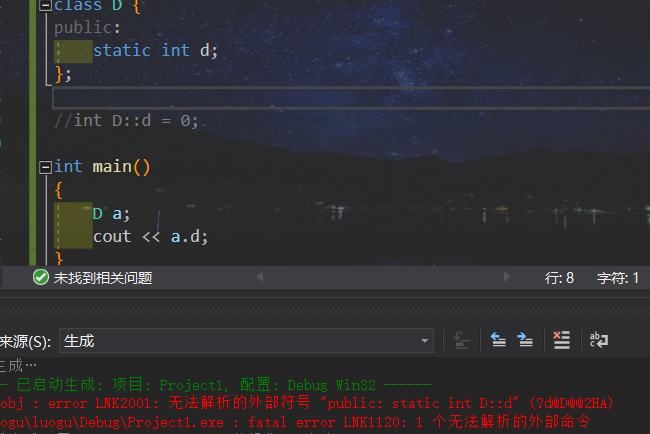 class D {
public:
static int d;
};
//int D::d = 0;
int main()
{
D a;
cout << a.d;
}
未找到相关问题 行: 8 字符: 1
来源(S): 生成
生成…
- 已启动生成: 项目: Project1, 配置: Debug Win32 ------
obj : error LNK2001: 无法解析的外部符号 "public: static int D::d" (?d@D@@2HA)
ogu\luogu\Debug\Project1.exe : fatal error LNK1120: 1 个无法解析的外部命令